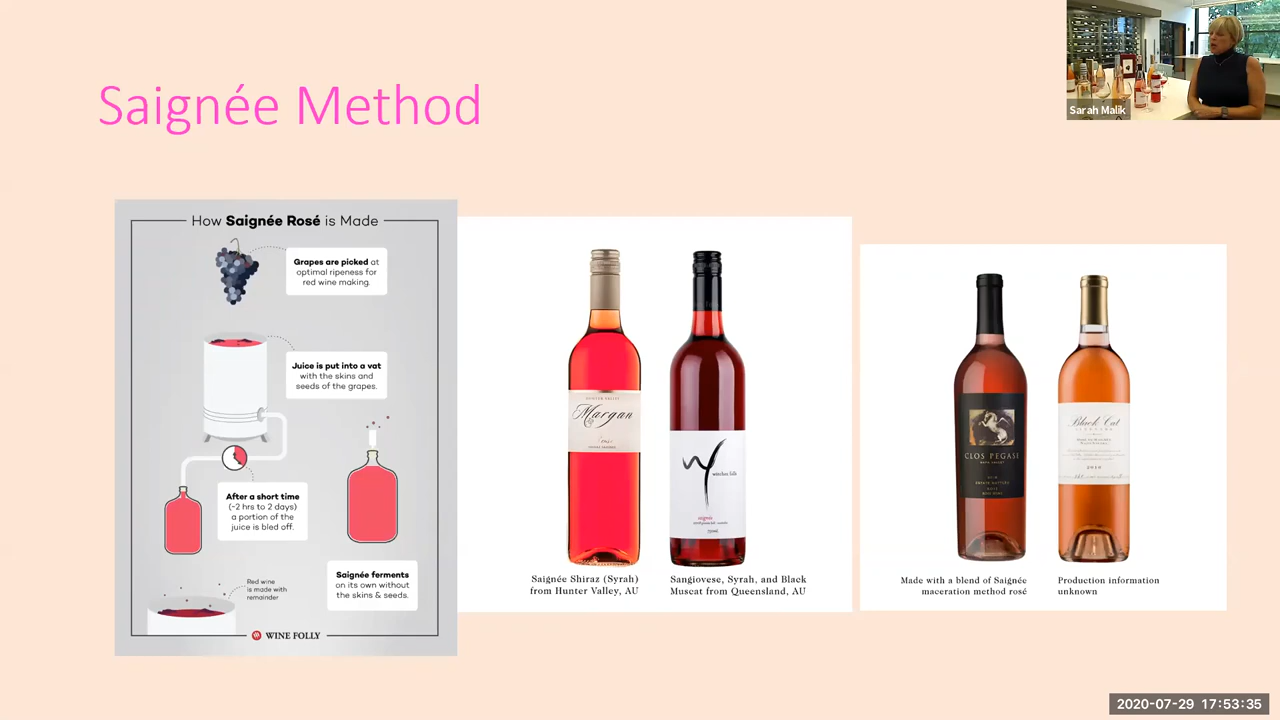 Saignée Method
Sarah Malik
How Saignée Rosé is Made
Grapes are picked at
optimal ripeness for
red wine making.
Juice is put into a vat
with the skins and
seeds of the grapes.
After a short time
(~2 hrs to 2 days)
a portion of the
juice is bled off.
Saignée ferments
on its own without
the skins & seeds.
Red wine
is made with
remainder
WINE FOLLY
Margan
Saignée Shiraz (Syrah)
from Hunter Valley, AU
saignée
750mL
Sangiovese, Syrah, and Black
Muscat from Queensland, AU
CLOS PEGASE
NAPA VALLEY
Made with a blend of Saignée
maceration method rosé
Black Cat
Production information
unknown
2020-07-29 17:53:35